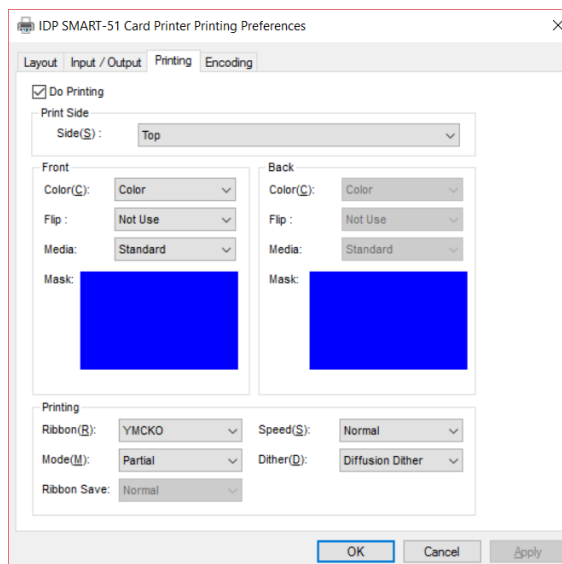 IDP SMART-51 Card Printer Printing Preferences
Layout Input / Output Printing Encoding
Do Printing
Print Side
Side(S) : Top
Front Back
Color(C): Color Color(C): Color
Flip : Not Use Flip : Not Use
Media: Standard Media: Standard
Mask: Mask:
Printing
Ribbon(R): YMCKO Speed(S): Normal
Mode(M): Partial Dither(D): Diffusion Dither
Ribbon Save: Normal
OK Cancel Apply